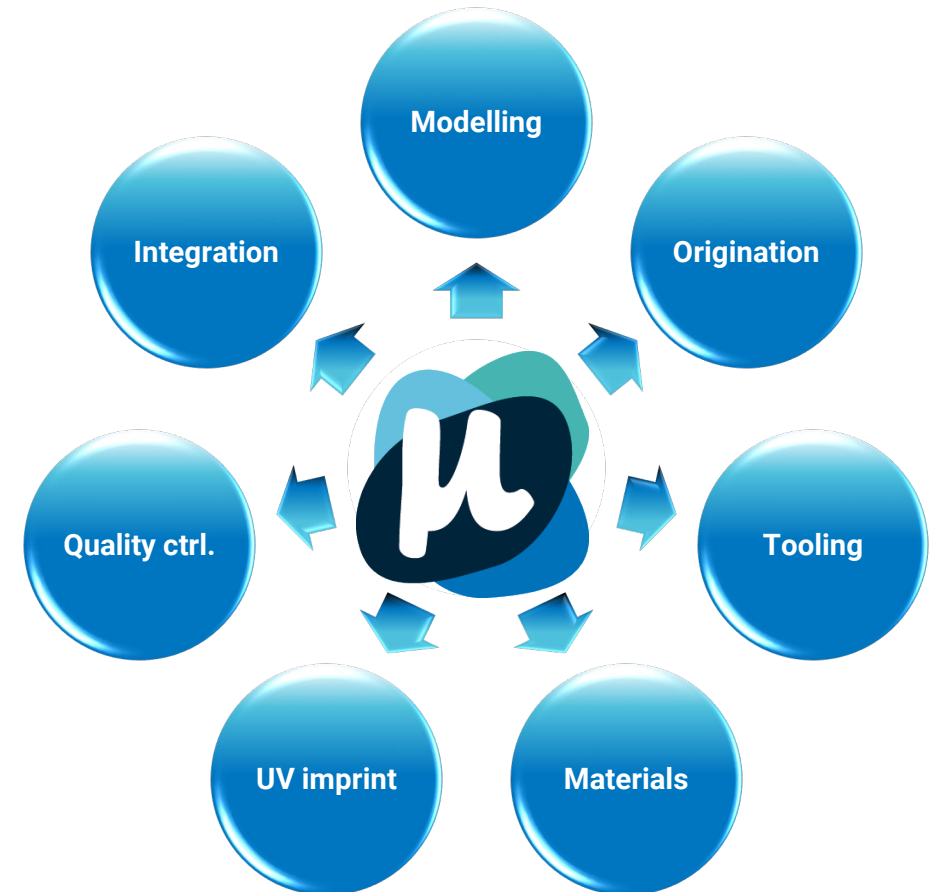 Modelling
Integration
Origination
µ
Quality ctrl.
Tooling
UV imprint
Materials